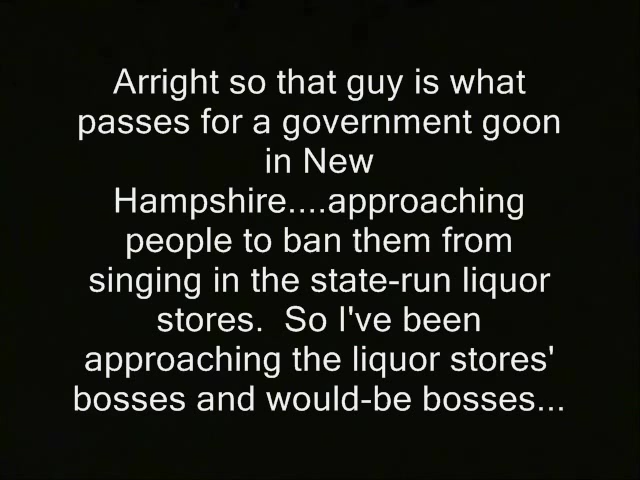 Arright so that guy is what
passes for a government goon
in New
Hampshire....approaching
people to ban them from
singing in the state-run liquor
stores.  So I've been
approaching the liquor stores'
bosses and would-be bosses...